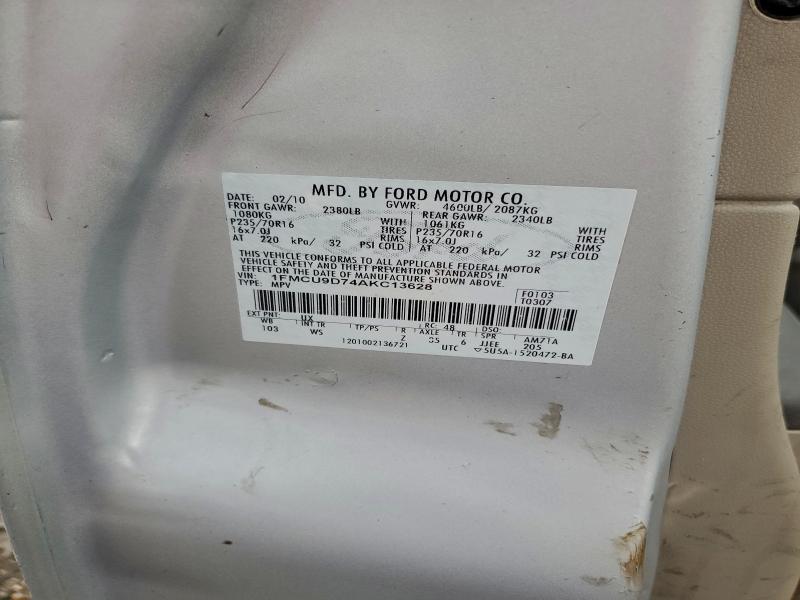 MFD. BY FORD MOTOR CO.
DATE: 02/10 GVWR: 4600LB/ 2087KG
FRONT GAWR: 2380LB REAR GAWR: 2340LB
1080KG WITH 1061KG WITH
P235/70R16 TIRES P235/70R16 TIRES
16x7.0J RIMS 16x7.0J RIMS
AT 220 kPa/ 32 PSI COLD AT 220 kPa/ 32 PSI COLD
THIS VEHICLE CONFORMS TO ALL APPLICABLE FEDERAL MOTOR
VEHICLE SAFETY AND THEFT PREVENTION STANDARDS IN
EFFECT ON THE DATE OF MANUFACTURE SHOWN ABOVE.
VIN: 1FMCU9D74AKC13628 F0103
TYPE: MPV T0307
EXT PNT: UX RC: 48 DSO:
WB INT TR TP/PS R AXLE TR SPR AM71A
103 WS Z 6 JJEE 205
1201002136721 UTC ▽5U5A-1520472-BA